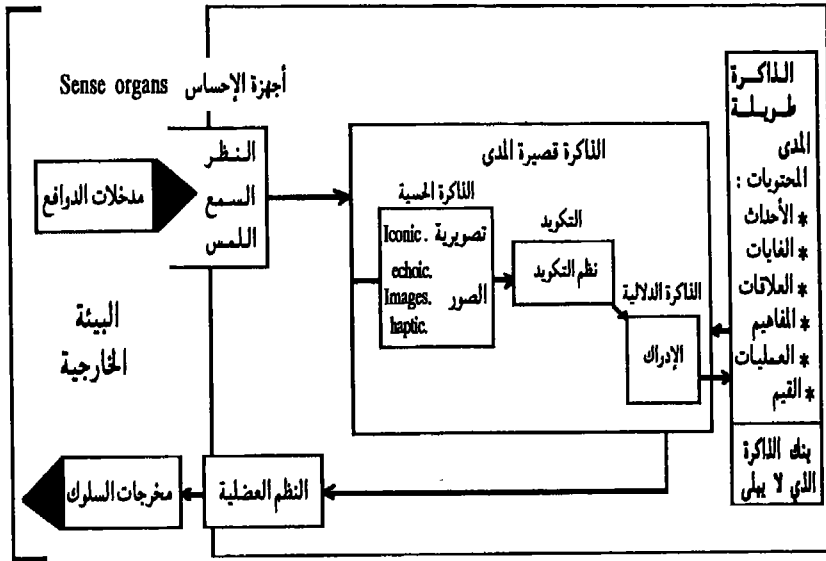 أجهزة الإحساس Sense organs
مدخلات الدوافع
النظر
السمع
اللمس
البيئة
الخارجية
الذاكرة قصيرة المدى
الذاكرة الحسية
تصويرية Iconic .
echoic.
الصور Images.
haptic.
التكويد
نظم التكويد
الذاكرة الدلالية
الإدراك
الذاكرة
طويلة
المدى
المحتويات :
* الأحداث
* الغايات
* العلاقات
* المفاهيم
* العمليات
* القيم
بنك الذاكرة
الذي لا يبلى
النظم العضلية
مخرجات السلوك